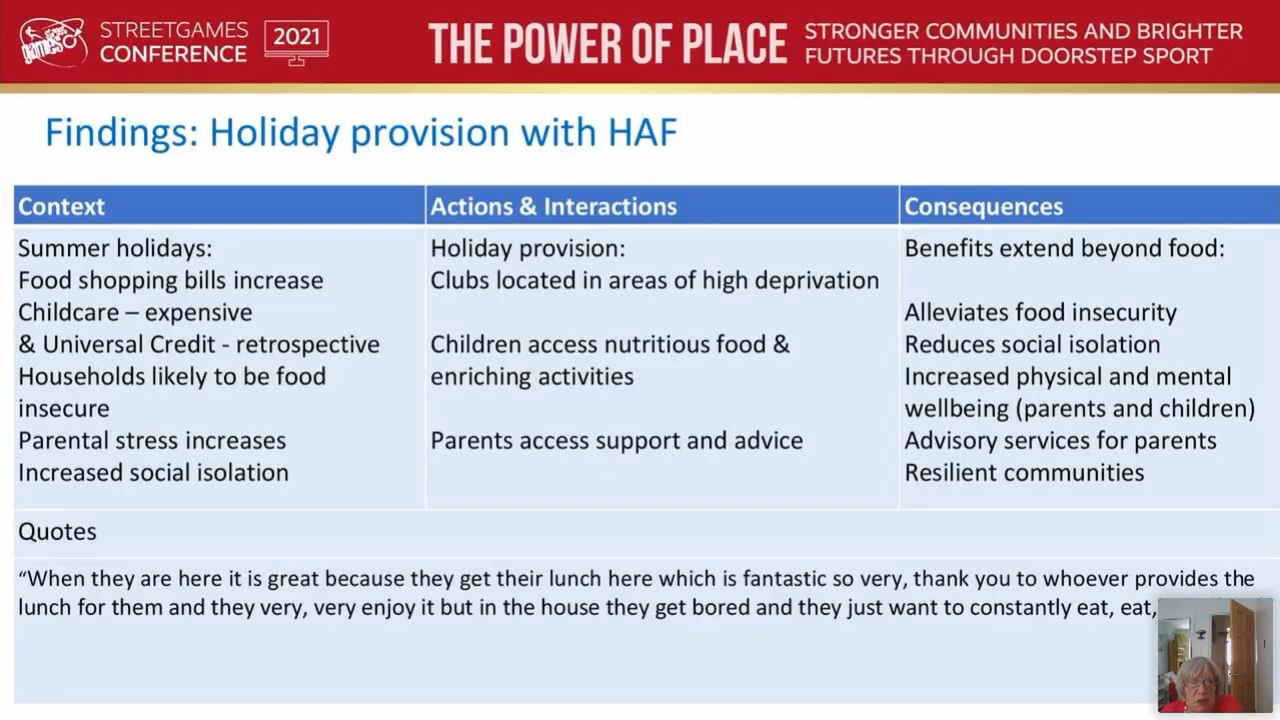 STREETGAMES
CONFERENCE
2021
THE POWER OF PLACE
STRONGER COMMUNITIES AND BRIGHTER
FUTURES THROUGH DOORSTEP SPORT
Findings: Holiday provision with HAF
Context
Summer holidays:
Food shopping bills increase
Childcare – expensive
& Universal Credit - retrospective
Households likely to be food
insecure
Parental stress increases
Increased social isolation
Actions & Interactions
Holiday provision:
Clubs located in areas of high deprivation
Children access nutritious food &
enriching activities
Parents access support and advice
Consequences
Benefits extend beyond food:
Alleviates food insecurity
Reduces social isolation
Increased physical and mental
wellbeing (parents and children)
Advisory services for parents
Resilient communities
Quotes
“When they are here it is great because they get their lunch here which is fantastic so very, thank you to whoever provides the
lunch for them and they very, very enjoy it but in the house they get bored and they just want to constantly eat, eat,